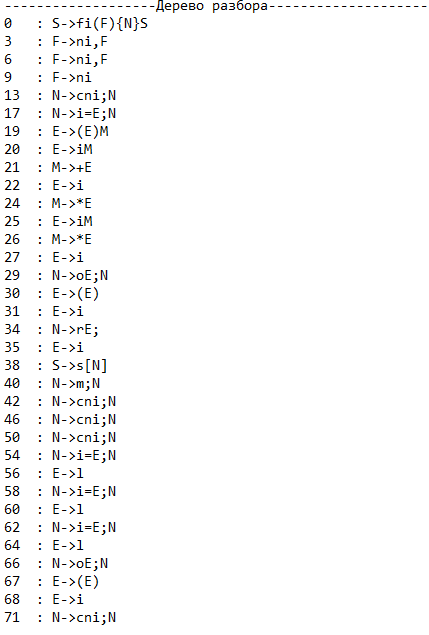 -------------------Дерево разбора--------------------
0 : S->fi(F){N}S
3 : F->ni,F
6 : F->ni,F
9 : F->ni
13 : N->cni;N
17 : N->i=E;N
19 : E->(E)M
20 : E->iM
21 : M->+E
22 : E->i
24 : M->*E
25 : E->iM
26 : M->*E
27 : E->i
29 : N->oE;N
30 : E->(E)
31 : E->i
34 : N->rE;
35 : E->i
38 : S->s[N]
40 : N->m;N
42 : N->cni;N
46 : N->cni;N
50 : N->cni;N
54 : N->i=E;N
56 : E->l
58 : N->i=E;N
60 : E->l
62 : N->i=E;N
64 : E->l
66 : N->oE;N
67 : E->(E)
68 : E->i
71 : N->cni;N